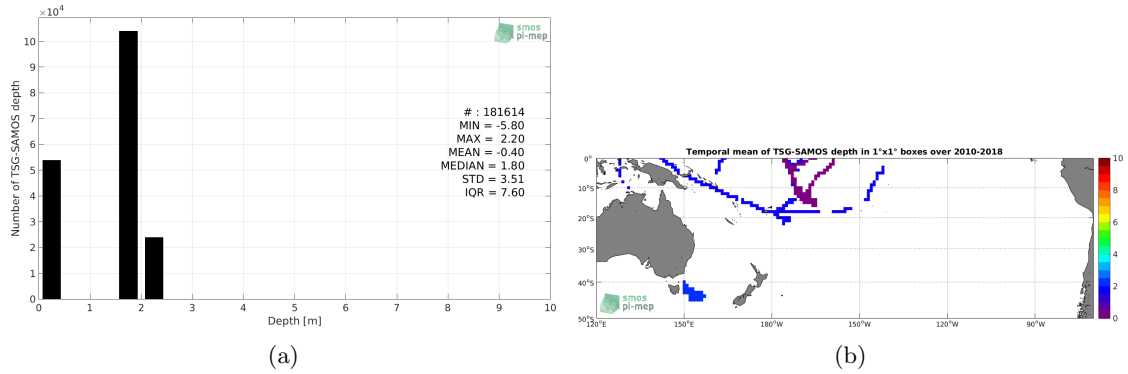 ×10⁴
smos
pi-mep
Number of TSG-SAMOS depth
10
9
8
7
6
5
4
3
2
1
0
# : 181614
MIN = -5.80
MAX = 2.20
MEAN = -0.40
MEDIAN = 1.80
STD = 3.51
IQR = 7.60
0 1 2 3 4 5 6 7 8 9 10
Depth [m]
(a)
Temporal mean of TSG-SAMOS depth in 1°x1° boxes over 2010-2018
0°
10°S
20°S
30°S
40°S
50°S
smos
pi-mep
120°E 150°E 180°W 150°W 120°W 90°W
10
8
6
4
2
0
(b)